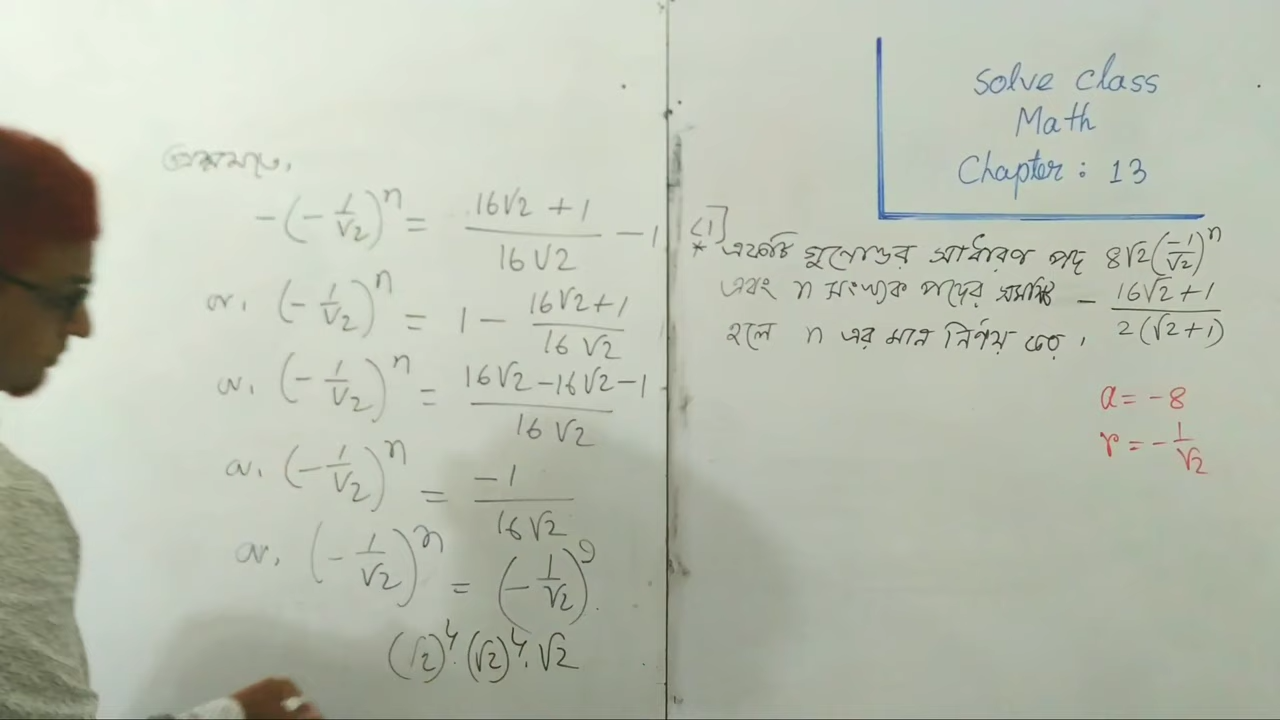 প্রশ্নমতে,
-(-1/√2)^n = (16√2 + 1)/(16√2) - 1
বা, (-1/√2)^n = 1 - (16√2+1)/(16√2)
বা, (-1/√2)^n = (16√2-16√2-1)/(16√2)
বা, (-1/√2)^n = -1/(16√2)
বা, (-1/√2)^n = (-1/√2)^9
(√2)^4.(√2)^4.√2
Solve Class
Math
Chapter: 13
[1]
* একটি গুণোত্তর সাধারণ পদ 8√2(-1/√2)^n
এবং n সংখ্যক পদের সমষ্টি - (16√2+1)/(2(√2+1))
হলে n এর মান নির্ণয় কর।
a = -8
r = -1/√2